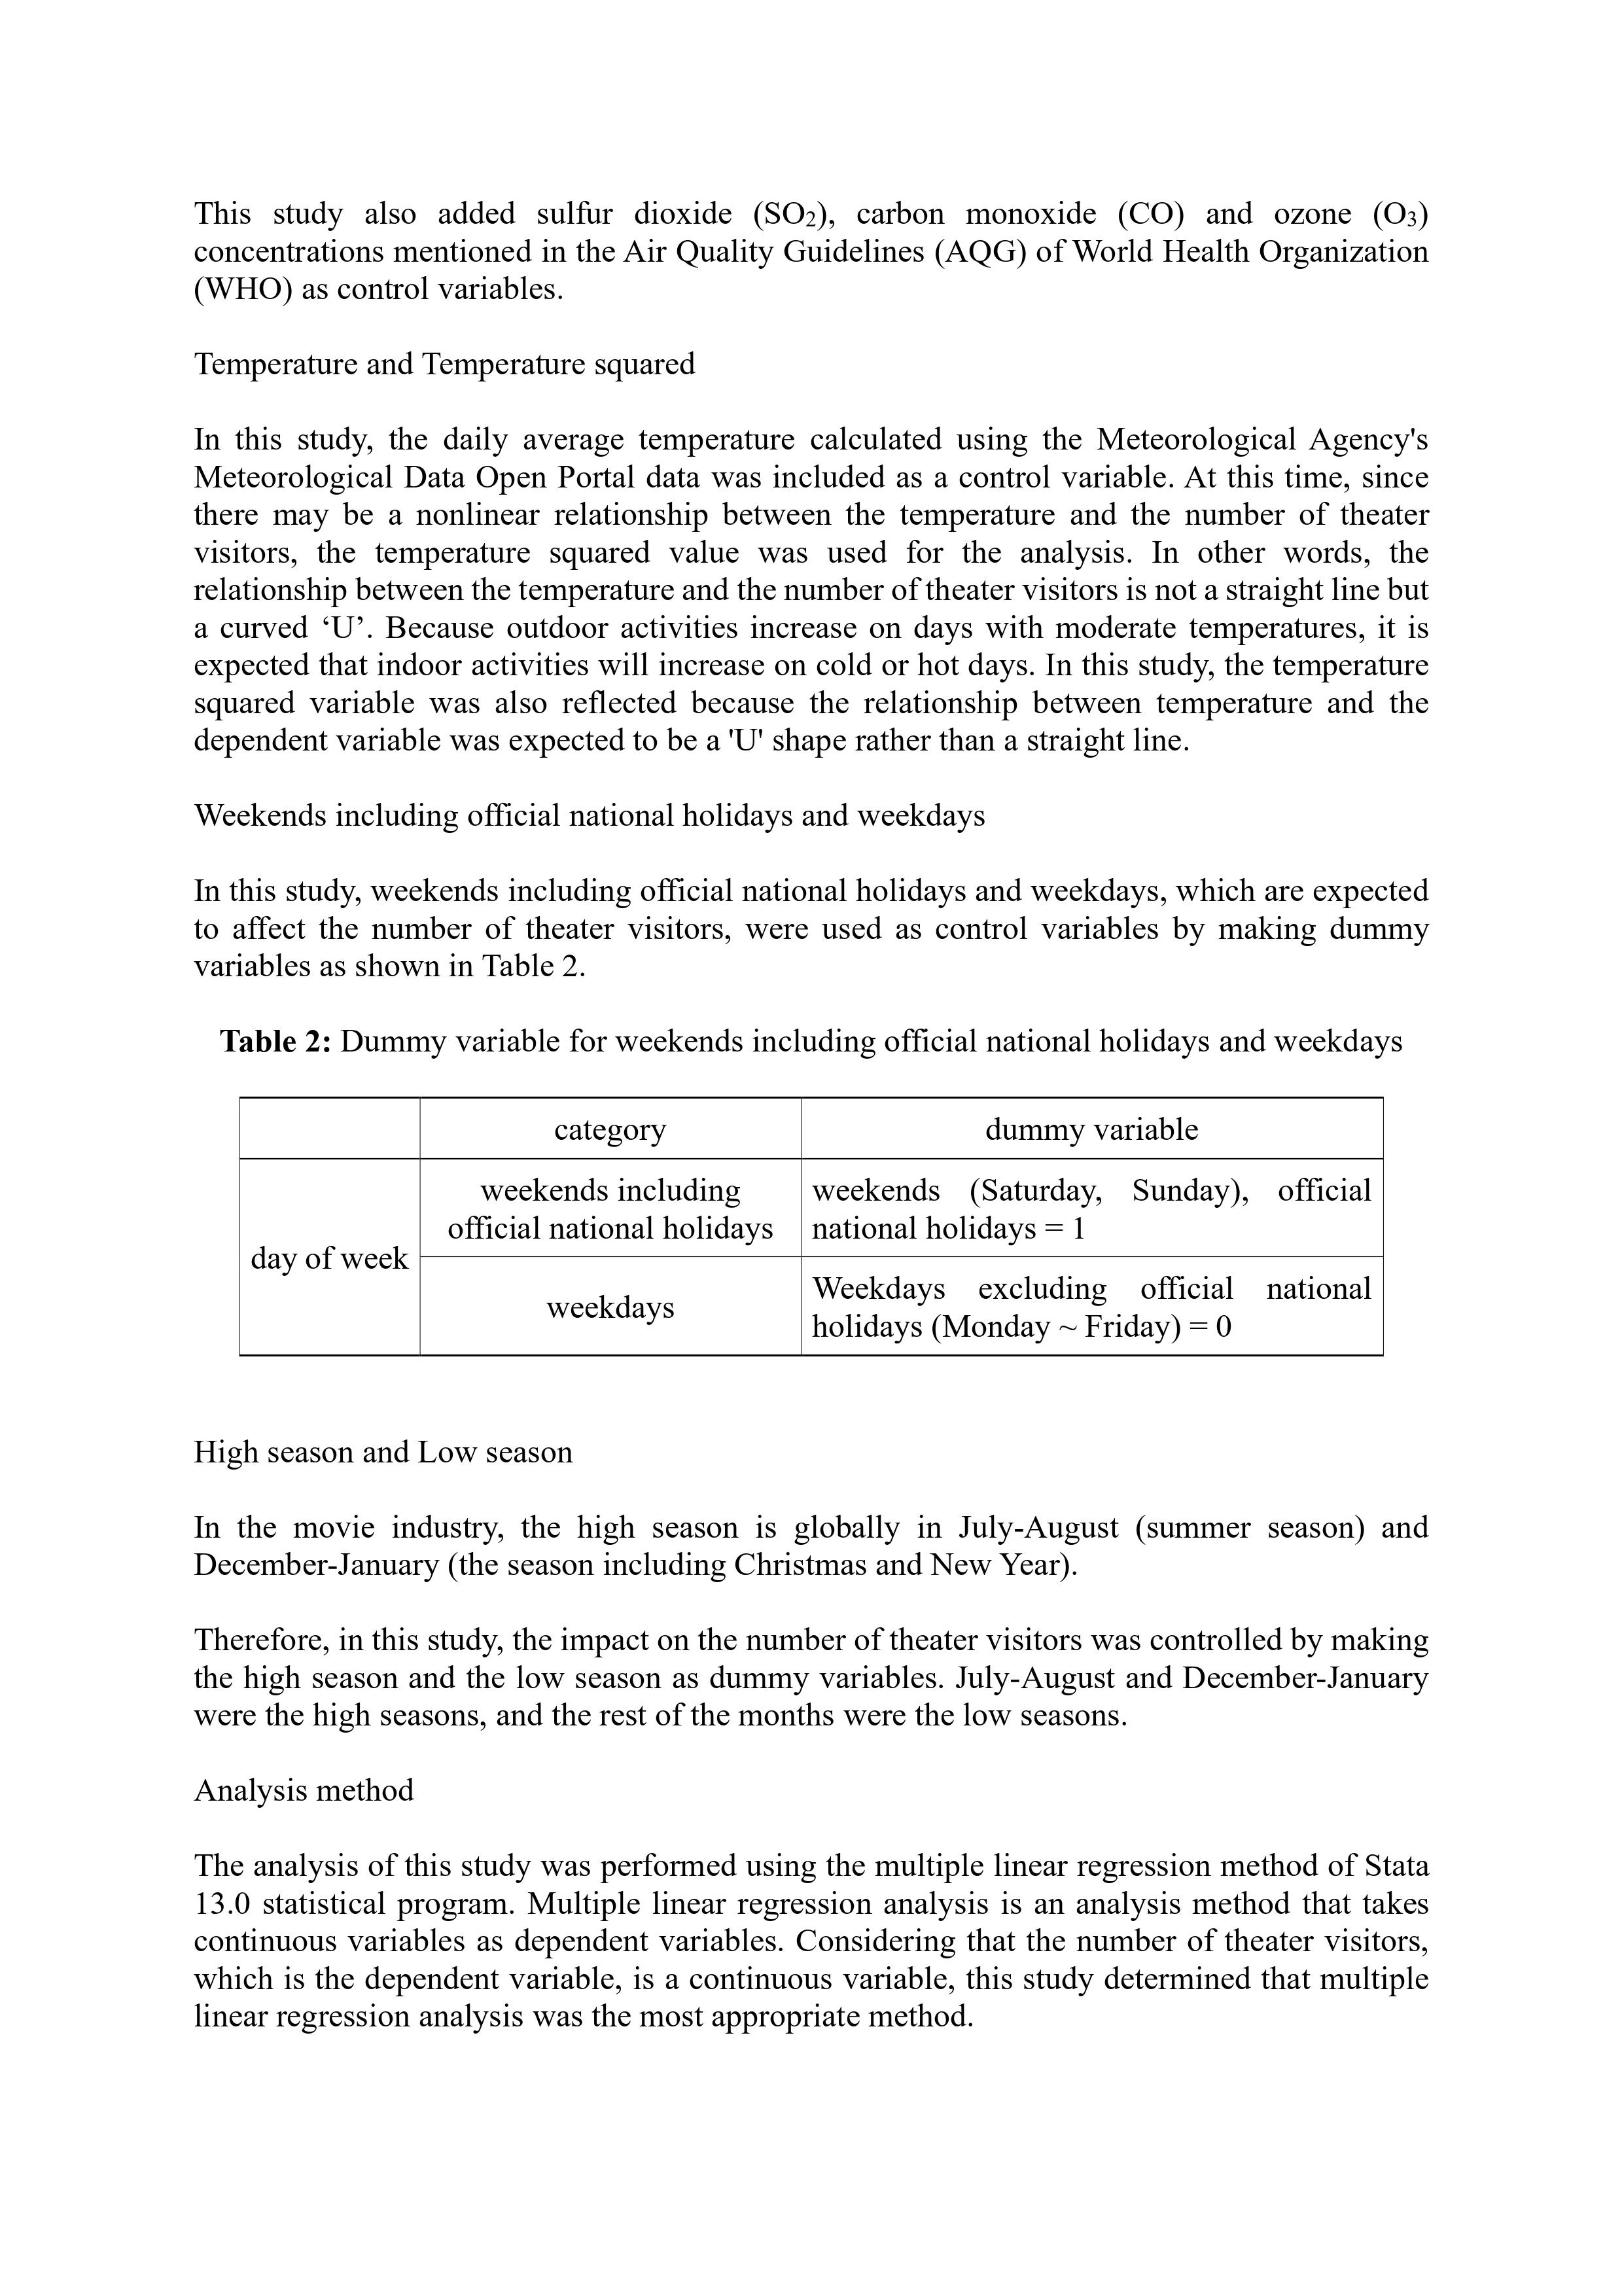 This study also added sulfur dioxide (SO2), carbon monoxide (CO) and ozone (O3)
concentrations mentioned in the Air Quality Guidelines (AQG) of World Health Organization
(WHO) as control variables.
Temperature and Temperature squared
In this study, the daily average temperature calculated using the Meteorological Agency's
Meteorological Data Open Portal data was included as a control variable. At this time, since
there may be a nonlinear relationship between the temperature and the number of theater
visitors, the temperature squared value was used for the analysis. In other words, the
relationship between the temperature and the number of theater visitors is not a straight line but
a curved ‘U’. Because outdoor activities increase on days with moderate temperatures, it is
expected that indoor activities will increase on cold or hot days. In this study, the temperature
squared variable was also reflected because the relationship between temperature and the
dependent variable was expected to be a 'U' shape rather than a straight line.
Weekends including official national holidays and weekdays
In this study, weekends including official national holidays and weekdays, which are expected
to affect the number of theater visitors, were used as control variables by making dummy
variables as shown in Table 2.
Table 2: Dummy variable for weekends including official national holidays and weekdays
category
dummy variable
day of week
weekends including
official national holidays
weekends (Saturday, Sunday), official
national holidays = 1
weekdays
Weekdays excluding official national
holidays (Monday ~ Friday) = 0
High season and Low season
In the movie industry, the high season is globally in July-August (summer season) and
December-January (the season including Christmas and New Year).
Therefore, in this study, the impact on the number of theater visitors was controlled by making
the high season and the low season as dummy variables. July-August and December-January
were the high seasons, and the rest of the months were the low seasons.
Analysis method
The analysis of this study was performed using the multiple linear regression method of Stata
13.0 statistical program. Multiple linear regression analysis is an analysis method that takes
continuous variables as dependent variables. Considering that the number of theater visitors,
which is the dependent variable, is a continuous variable, this study determined that multiple
linear regression analysis was the most appropriate method.